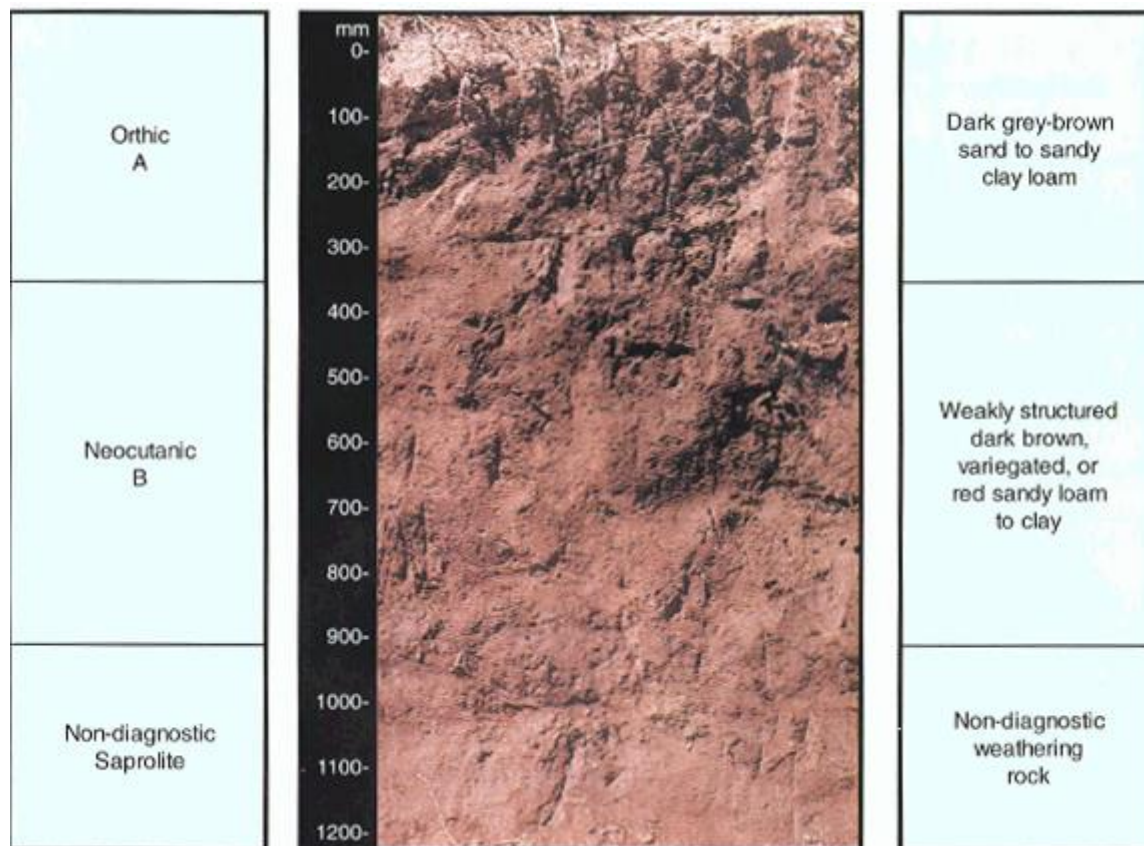 Orthic
A
Neocutanic
B
Non-diagnostic
Saprolite
mm
0-
100-
200-
300-
400-
500-
600-
700-
800-
900-
1000-
1100-
1200-
Dark grey-brown
sand to sandy
clay loam
Weakly structured
dark brown,
variegated, or
red sandy loam
to clay
Non-diagnostic
weathering
rock